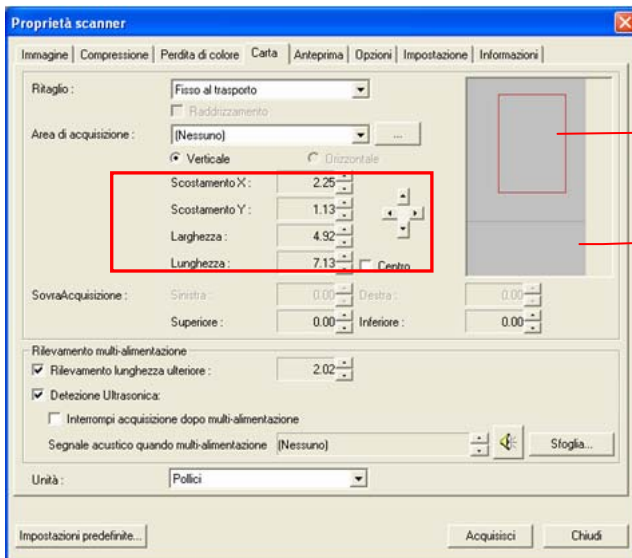 Proprietà scanner
Immagine Compressione Perdita di colore Carta Anteprima Opzioni Impostazione Informazioni
Ritaglio : Fisso al trasporto
Raddrizzamento
Area di acquisizione : (Nessuno) ...
Verticale Orizzontale
Scostamento X : 2.25
Scostamento Y : 1.13
Larghezza : 4.92
Lunghezza : 7.13 Centro
SovraAcquisizione : Sinistra : 0.00 Destra : 0.00
Superiore : 0.00 Inferiore : 0.00
Rilevamento multi-alimentazione
Rilevamento lunghezza ulteriore : 2.02
Detezione Ultrasonica:
Interrompi acquisizione dopo multi-alimentazione
Segnale acustico quando multi-alimentazione (Nessuno) Sfoglia...
Unità : Pollici
Impostazioni predefinite... Acquisisci Chiudi